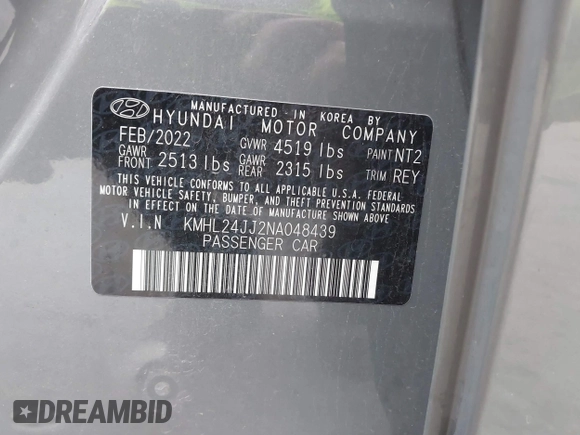 MANUFACTURED IN KOREA BY
HYUNDAI MOTOR COMPANY
FEB/2022 GVWR 4519 lbs PAINT NT2
GAWR FRONT 2513 lbs GAWR REAR 2315 lbs TRIM REY
THIS VEHICLE CONFORMS TO ALL APPLICABLE U.S.A. FEDERAL
MOTOR VEHICLE SAFETY, BUMPER, AND THEFT PREVENTION STANDARDS
IN EFFECT ON THE DATE OF MANUFACTURE SHOWN ABOVE.
V.I.N KMHL24JJ2NA048439
PASSENGER CAR
DREAMBID